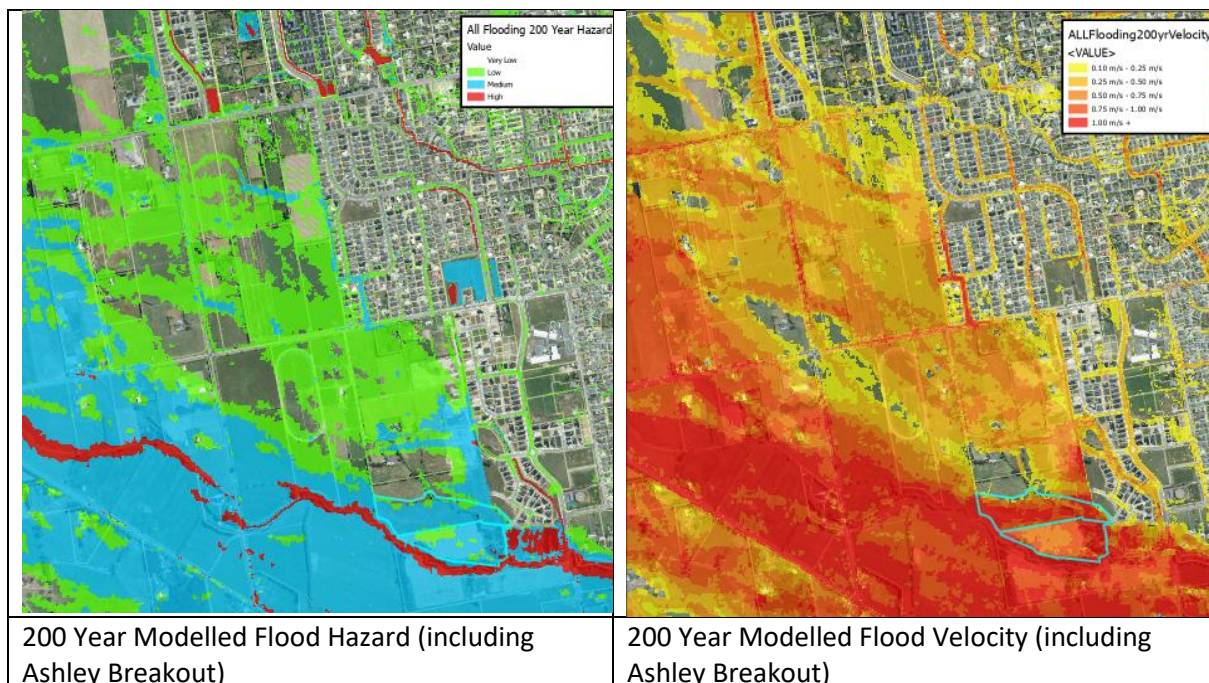 All Flooding 200 Year Hazard
Value
Very Low
Low
Medium
High
ALLFlooding200yrVelocity
<VALUE>
0.10 m/s - 0.25 m/s
0.25 m/s - 0.50 m/s
0.50 m/s - 0.75 m/s
0.75 m/s - 1.00 m/s
1.00 m/s +
200 Year Modelled Flood Hazard (including
Ashley Breakout)
200 Year Modelled Flood Velocity (including
Ashley Breakout)